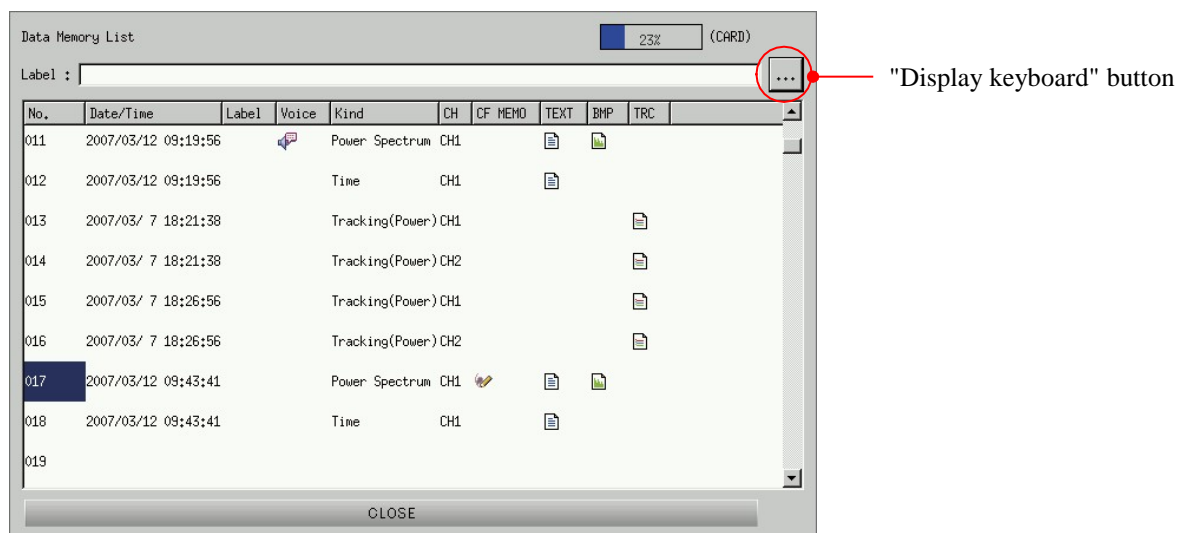 Data Memory List 23% (CARD)
Label : ... "Display keyboard" button
No. Date/Time Label Voice Kind CH CF MEMO TEXT BMP TRC
011 2007/03/12 09:19:56 Power Spectrum CH1
012 2007/03/12 09:19:56 Time CH1
013 2007/03/ 7 18:21:38 Tracking(Power) CH1
014 2007/03/ 7 18:21:38 Tracking(Power) CH2
015 2007/03/ 7 18:26:56 Tracking(Power) CH1
016 2007/03/ 7 18:26:56 Tracking(Power) CH2
017 2007/03/12 09:43:41 Power Spectrum CH1
018 2007/03/12 09:43:41 Time CH1
019
CLOSE